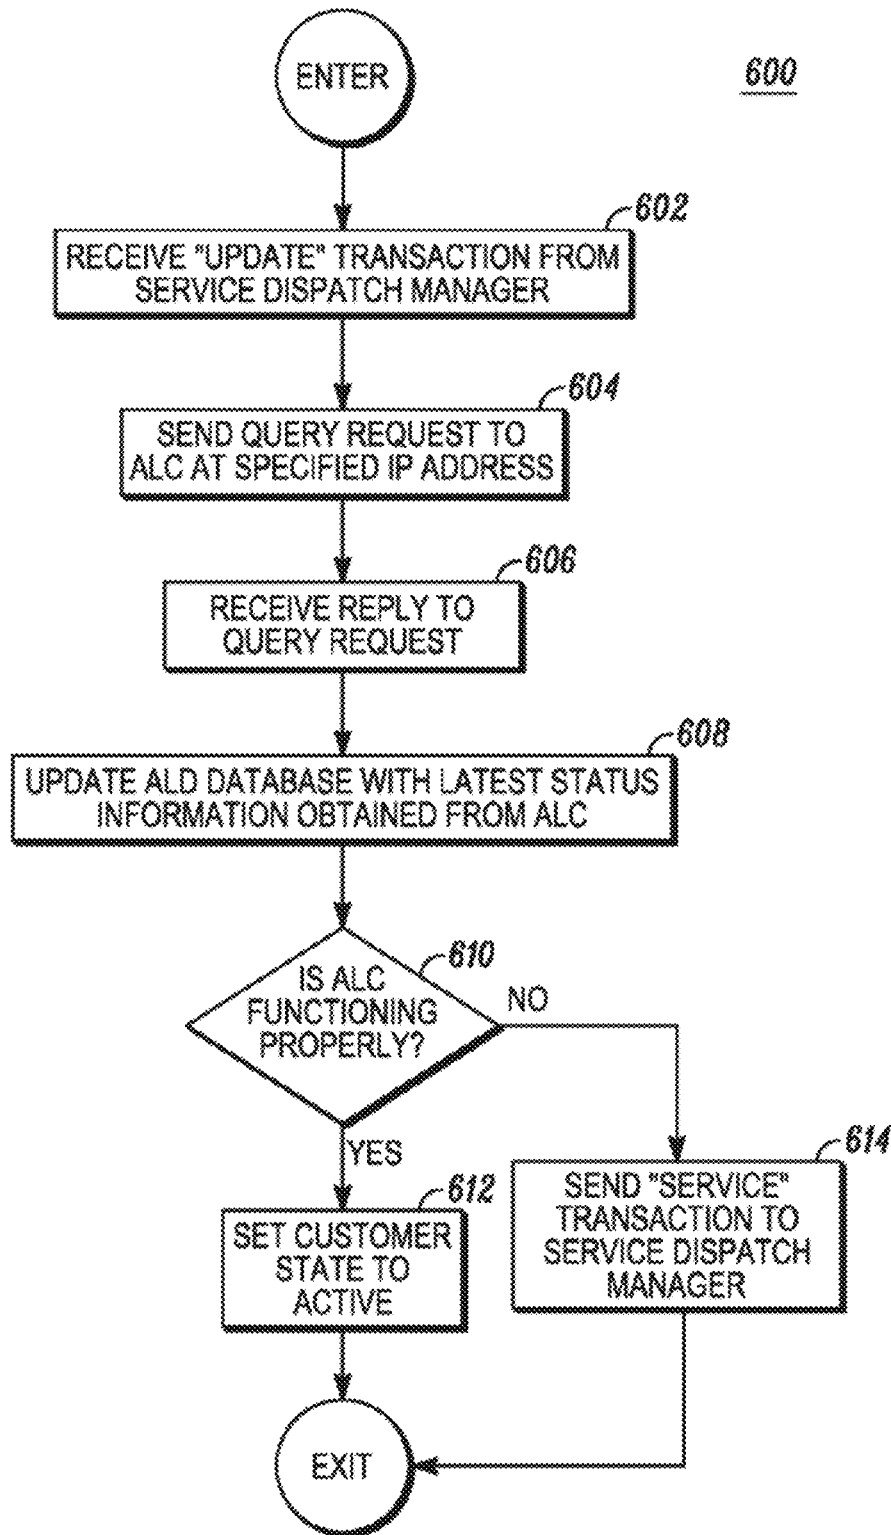 ENTER
600
602
RECEIVE "UPDATE" TRANSACTION FROM
SERVICE DISPATCH MANAGER
604
SEND QUERY REQUEST TO
ALC AT SPECIFIED IP ADDRESS
606
RECEIVE REPLY TO
QUERY REQUEST
608
UPDATE ALD DATABASE WITH LATEST STATUS
INFORMATION OBTAINED FROM ALC
610
IS ALC
FUNCTIONING
PROPERLY?
NO
YES
612
SET CUSTOMER
STATE TO
ACTIVE
614
SEND "SERVICE"
TRANSACTION TO
SERVICE DISPATCH
MANAGER
EXIT